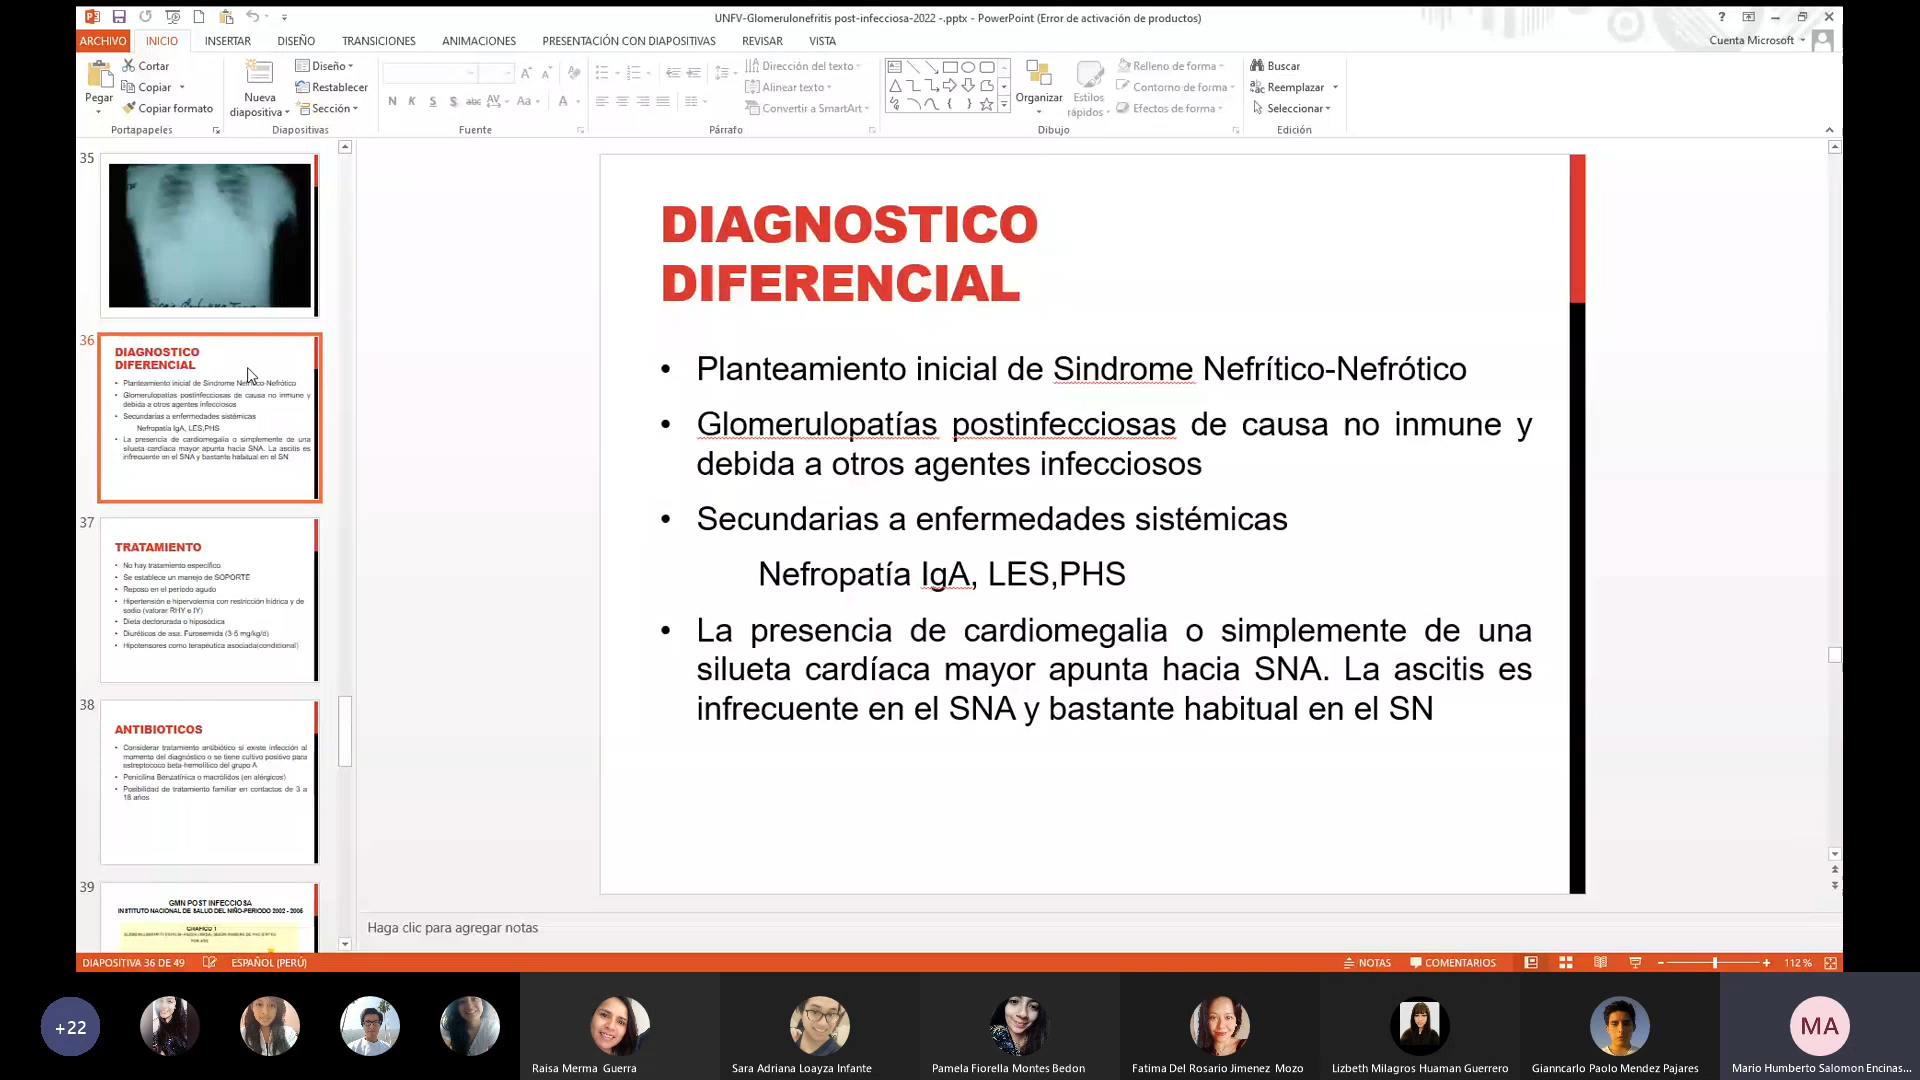 UNFV-Glomerulonefritis post-infecciosa-2022 -.pptx - PowerPoint (Error de activación de productos)
ARCHIVO INICIO INSERTAR DISEÑO TRANSICIONES ANIMACIONES PRESENTACIÓN CON DIAPOSITIVAS REVISAR VISTA Cuenta Microsoft
Pegar
Cortar
Copiar
Copiar formato
Portapapeles
Nueva diapositiva
Diseño
Restablecer
Sección
Diapositivas
N K S S abc AV Aa A
Fuente
Dirección del texto
Alinear texto
Convertir a SmartArt
Párrafo
Organizar
Estilos rápidos
Relleno de forma
Contorno de forma
Efectos de forma
Dibujo
Buscar
Reemplazar
Seleccionar
Edición
35
36
DIAGNOSTICO
DIFERENCIAL
Planteamiento inicial de Sindrome Nefrítico-Nefrótico
Glomerulopatías postinfecciosas de causa no inmune y
debida a otros agentes infecciosos
Secundarias a enfermedades sistémicas
Nefropatía IgA, LES,PHS
La presencia de cardiomegalia o simplemente de una
silueta cardíaca mayor apunta hacia SNA. La ascitis es
infrecuente en el SNA y bastante habitual en el SN
37
TRATAMIENTO
No hay tratamiento específico
Se establece un manejo de SOPORTE
Reposo en el período agudo
Hipertensión e hipervolemia con restricción hídrica y de
sodio (valorar RHY e IY)
Dieta declorurada o hiposódica
Diuréticos de asa: Furosemida (3-5 mg/kg/d)
Hipotensores como terapéutica asociada(condicional)
38
ANTIBIOTICOS
Considerar tratamiento antibiótico si existe infección al
momento del diagnóstico o se tiene cultivo positivo para
estreptococo beta-hemolítico del grupo A
Penicilina Benzatínica o macrólidos (en alérgicos)
Posibilidad de tratamiento familiar en contactos de 3 a
18 años
39
GMN POST INFECCIOSA
INSTITUTO NACIONAL DE SALUD DEL NIÑO-PERIODO 2002 - 2005
GRAFICO 1
DIAGNOSTICO
DIFERENCIAL
• Planteamiento inicial de Sindrome Nefrítico-Nefrótico
• Glomerulopatías postinfecciosas de causa no inmune y
debida a otros agentes infecciosos
• Secundarias a enfermedades sistémicas
Nefropatía IgA, LES,PHS
• La presencia de cardiomegalia o simplemente de una
silueta cardíaca mayor apunta hacia SNA. La ascitis es
infrecuente en el SNA y bastante habitual en el SN
Haga clic para agregar notas
DIAPOSITIVA 36 DE 49 ESPAÑOL (PERÚ) NOTAS COMENTARIOS 112 %
+22
MA
Raisa Merma Guerra
Sara Adriana Loayza Infante
Pamela Fiorella Montes Bedon
Fatima Del Rosario Jimenez Mozo
Lizbeth Milagros Huaman Guerrero
Gianncarlo Paolo Mendez Pajares
Mario Humberto Salomon Encinas...